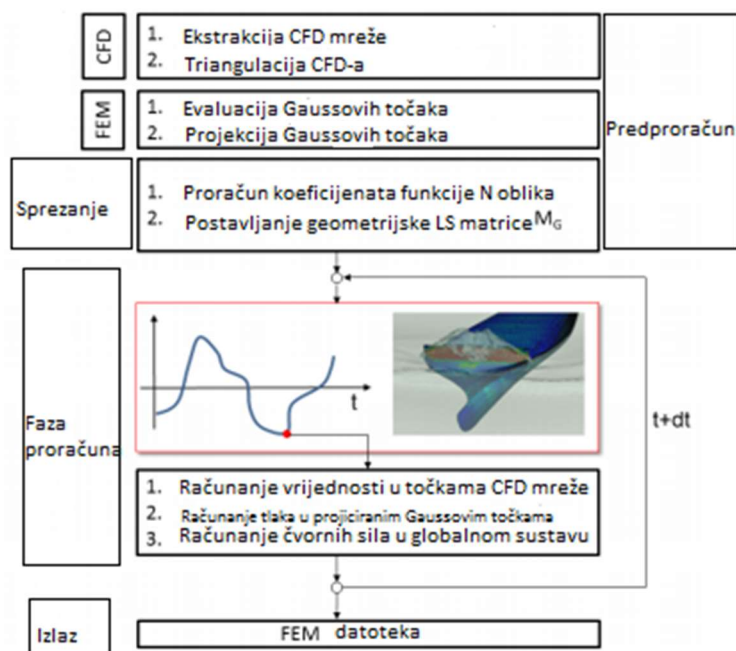 CFD
1. Ekstrakcija CFD mreže
2. Triangulacija CFD-a
FEM
1. Evaluacija Gaussovih točaka
2. Projekcija Gaussovih točaka
Predproračun
Sprezanje
1. Proračun koeficijenata funkcije N oblika
2. Postavljanje geometrijske LS matrice MG
Faza
proračuna
t
t+dt
1. Računanje vrijednosti u točkama CFD mreže
2. Računanje tlaka u projiciranim Gaussovim točkama
3. Računanje čvornih sila u globalnom sustavu
Izlaz
FEM datoteka